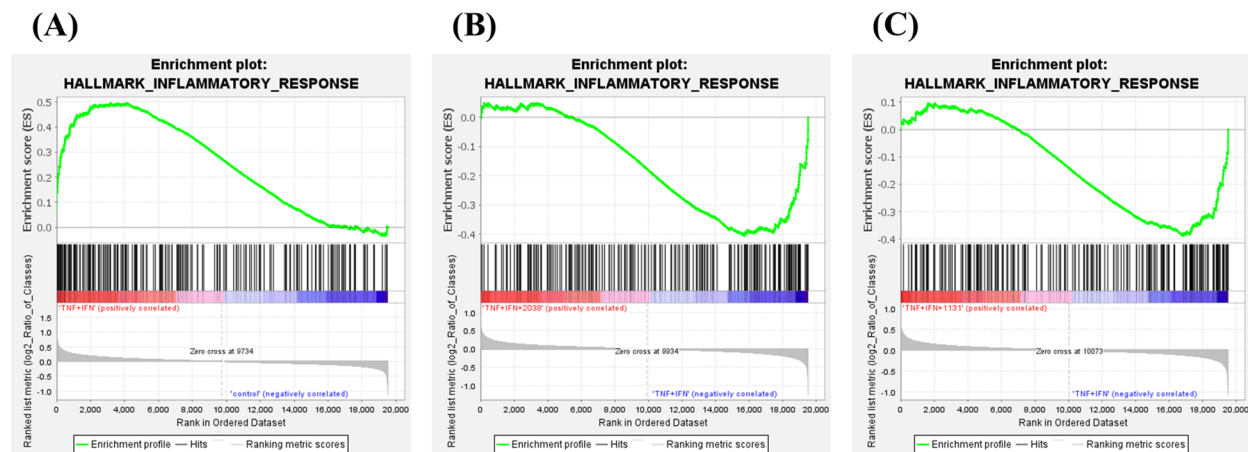 (A)
Enrichment plot:
HALLMARK_INFLAMMATORY_RESPONSE
0.5
0.4
0.3
0.2
0.1
0.0
Enrichment score (ES)
'TNF+IFN' (positively correlated)
1.5
1.0
0.5
0.0
-0.5
-1.0
Ranked list metric (log2_Ratio_of_Classes)
Zero cross at 9734
'control' (negatively correlated)
0 2,000 4,000 6,000 8,000 10,000 12,000 14,000 16,000 18,000 20,000
Rank in Ordered Dataset
Enrichment profile Hits Ranking metric scores
(B)
Enrichment plot:
HALLMARK_INFLAMMATORY_RESPONSE
0.0
-0.1
-0.2
-0.3
-0.4
Enrichment score (ES)
'TNF+IFN+2038' (positively correlated)
1.0
0.5
0.0
-0.5
-1.0
Ranked list metric (log2_Ratio_of_Classes)
Zero cross at 9934
'TNF+IFN' (negatively correlated)
0 2,000 4,000 6,000 8,000 10,000 12,000 14,000 16,000 18,000 20,000
Rank in Ordered Dataset
Enrichment profile Hits Ranking metric scores
(C)
Enrichment plot:
HALLMARK_INFLAMMATORY_RESPONSE
0.1
0.0
-0.1
-0.2
-0.3
-0.4
Enrichment score (ES)
'TNF+IFN+1131' (positively correlated)
1.0
0.5
0.0
-0.5
-1.0
Ranked list metric (log2_Ratio_of_Classes)
Zero cross at 10073
'TNF+IFN' (negatively correlated)
0 2,000 4,000 6,000 8,000 10,000 12,000 14,000 16,000 18,000 20,000
Rank in Ordered Dataset
Enrichment profile Hits Ranking metric scores